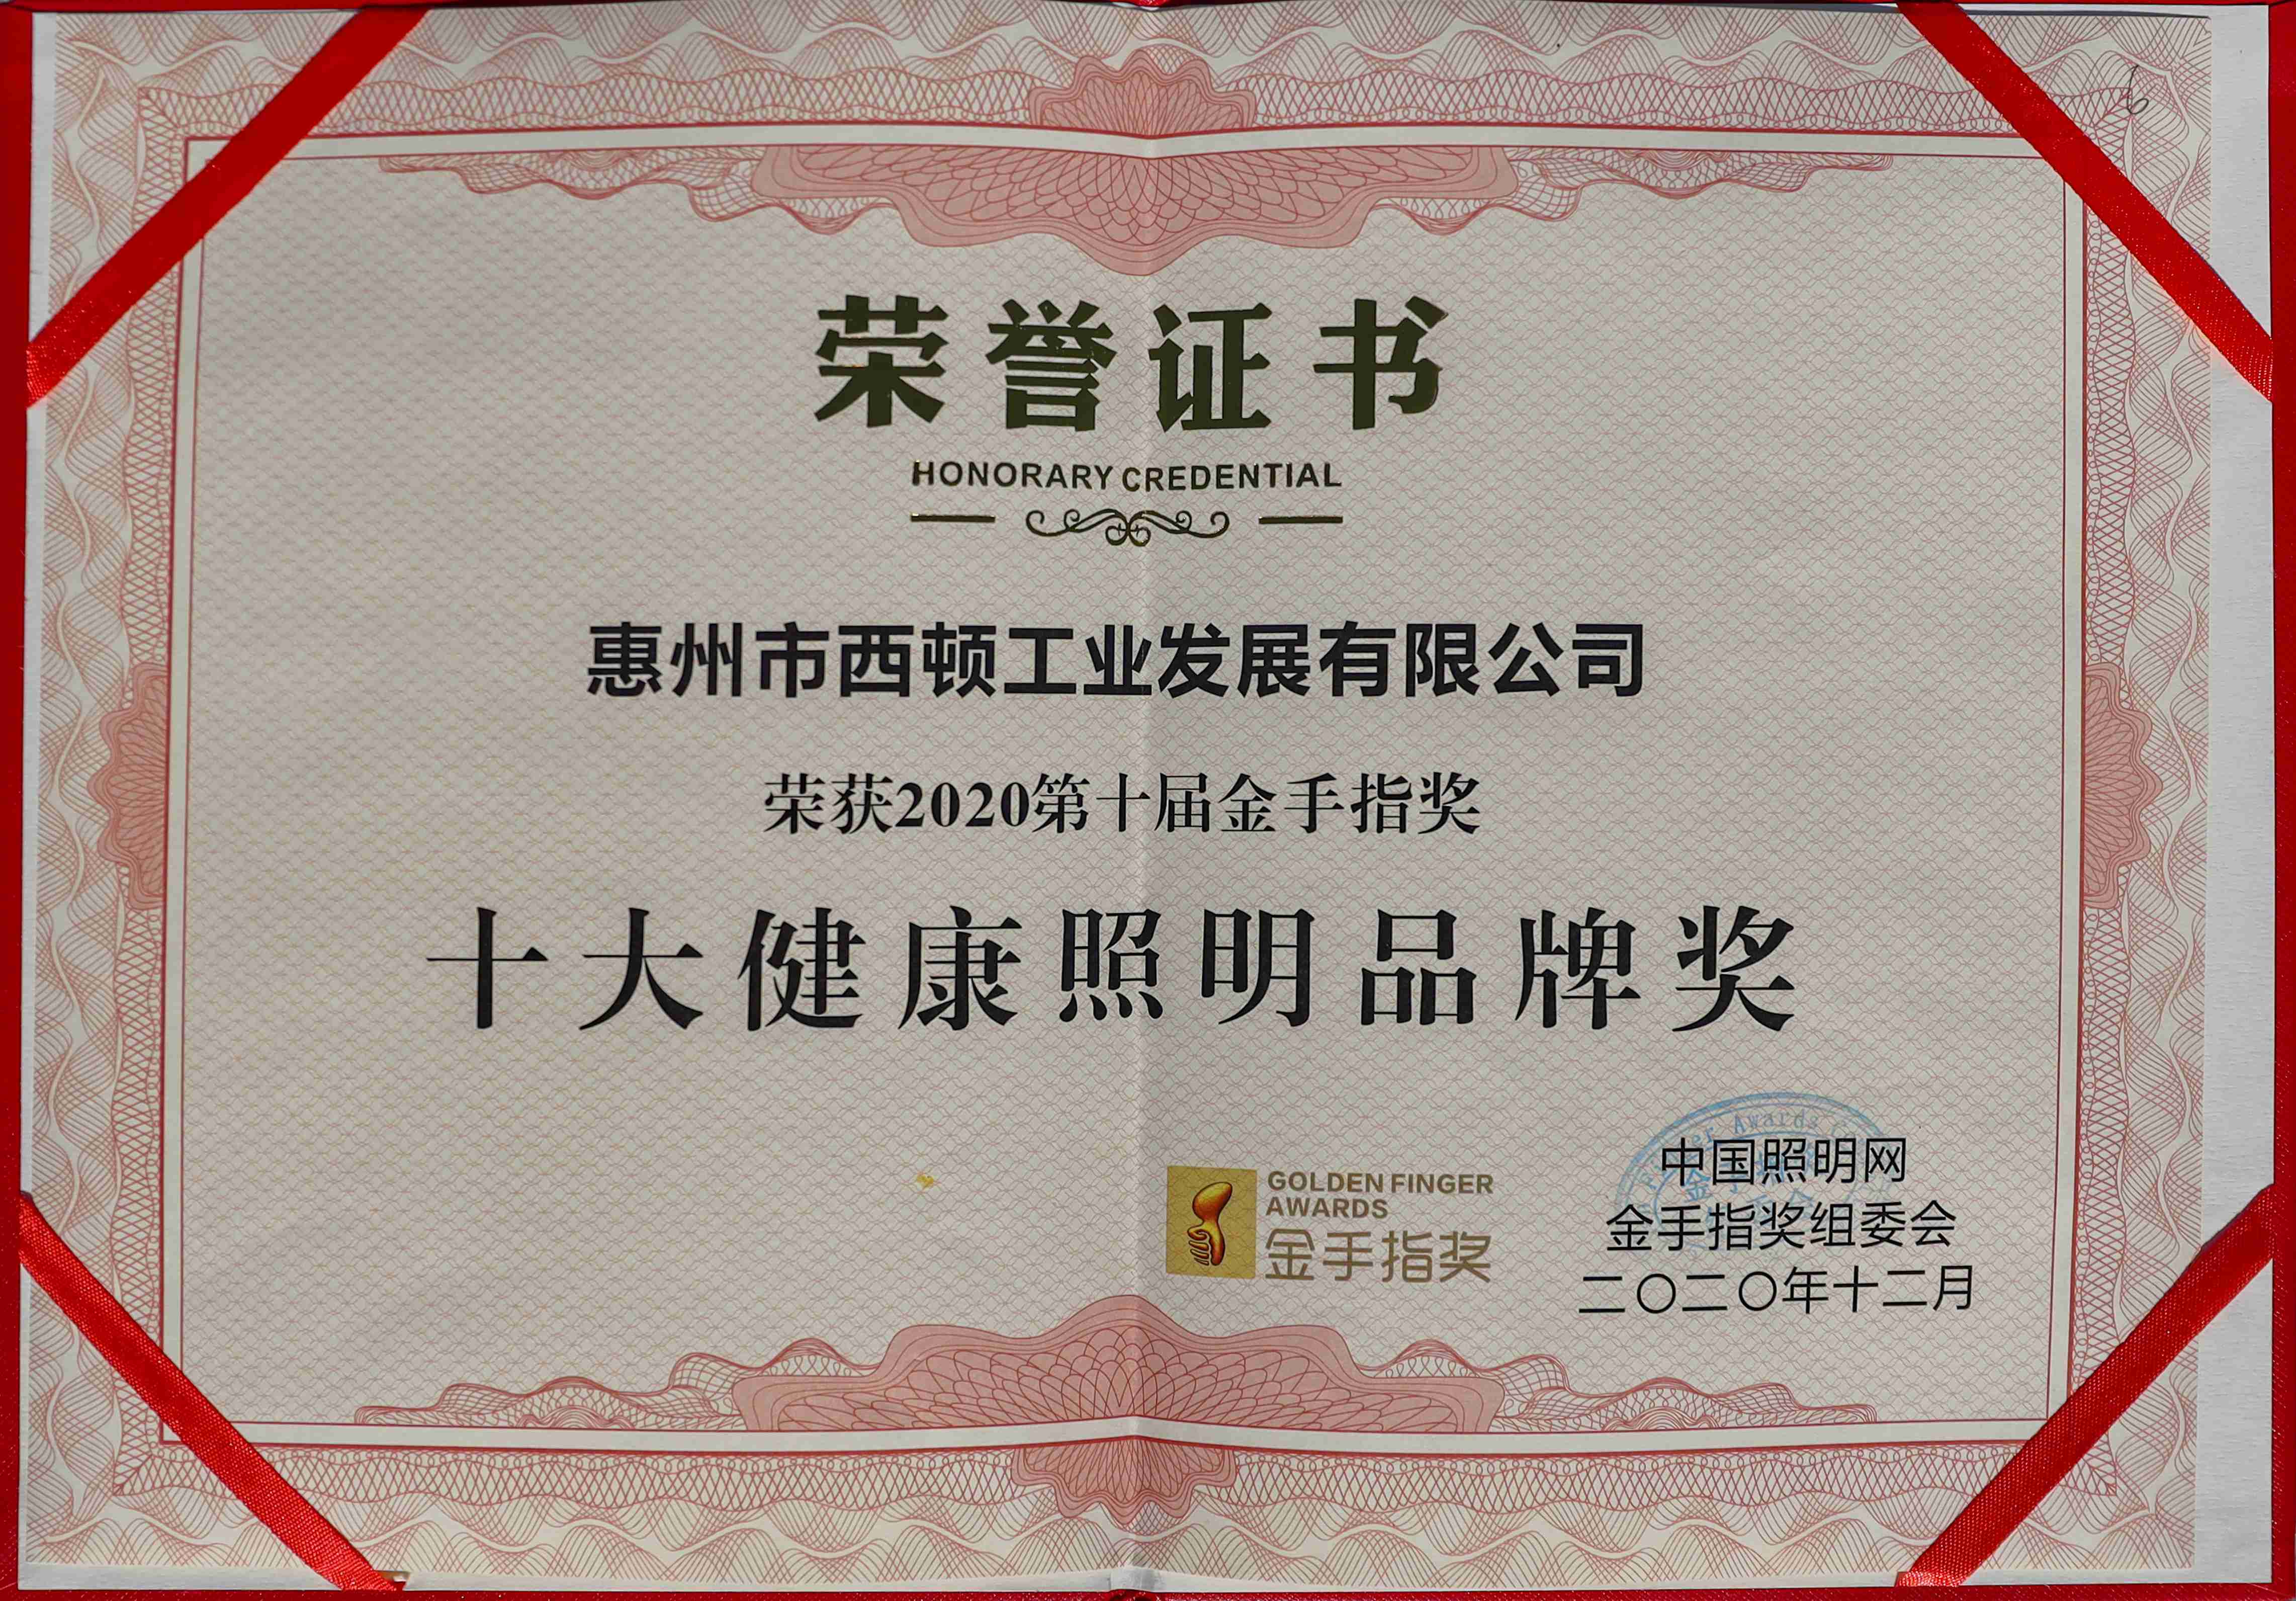 荣誉证书
HONORARY CREDENTIAL
惠州市西顿工业发展有限公司
荣获2020第十届金手指奖
十大健康照明品牌奖
GOLDEN FINGER
AWARDS
金手指奖
Awards
中国照明网
金手指奖组委会
二〇二〇年十二月
6